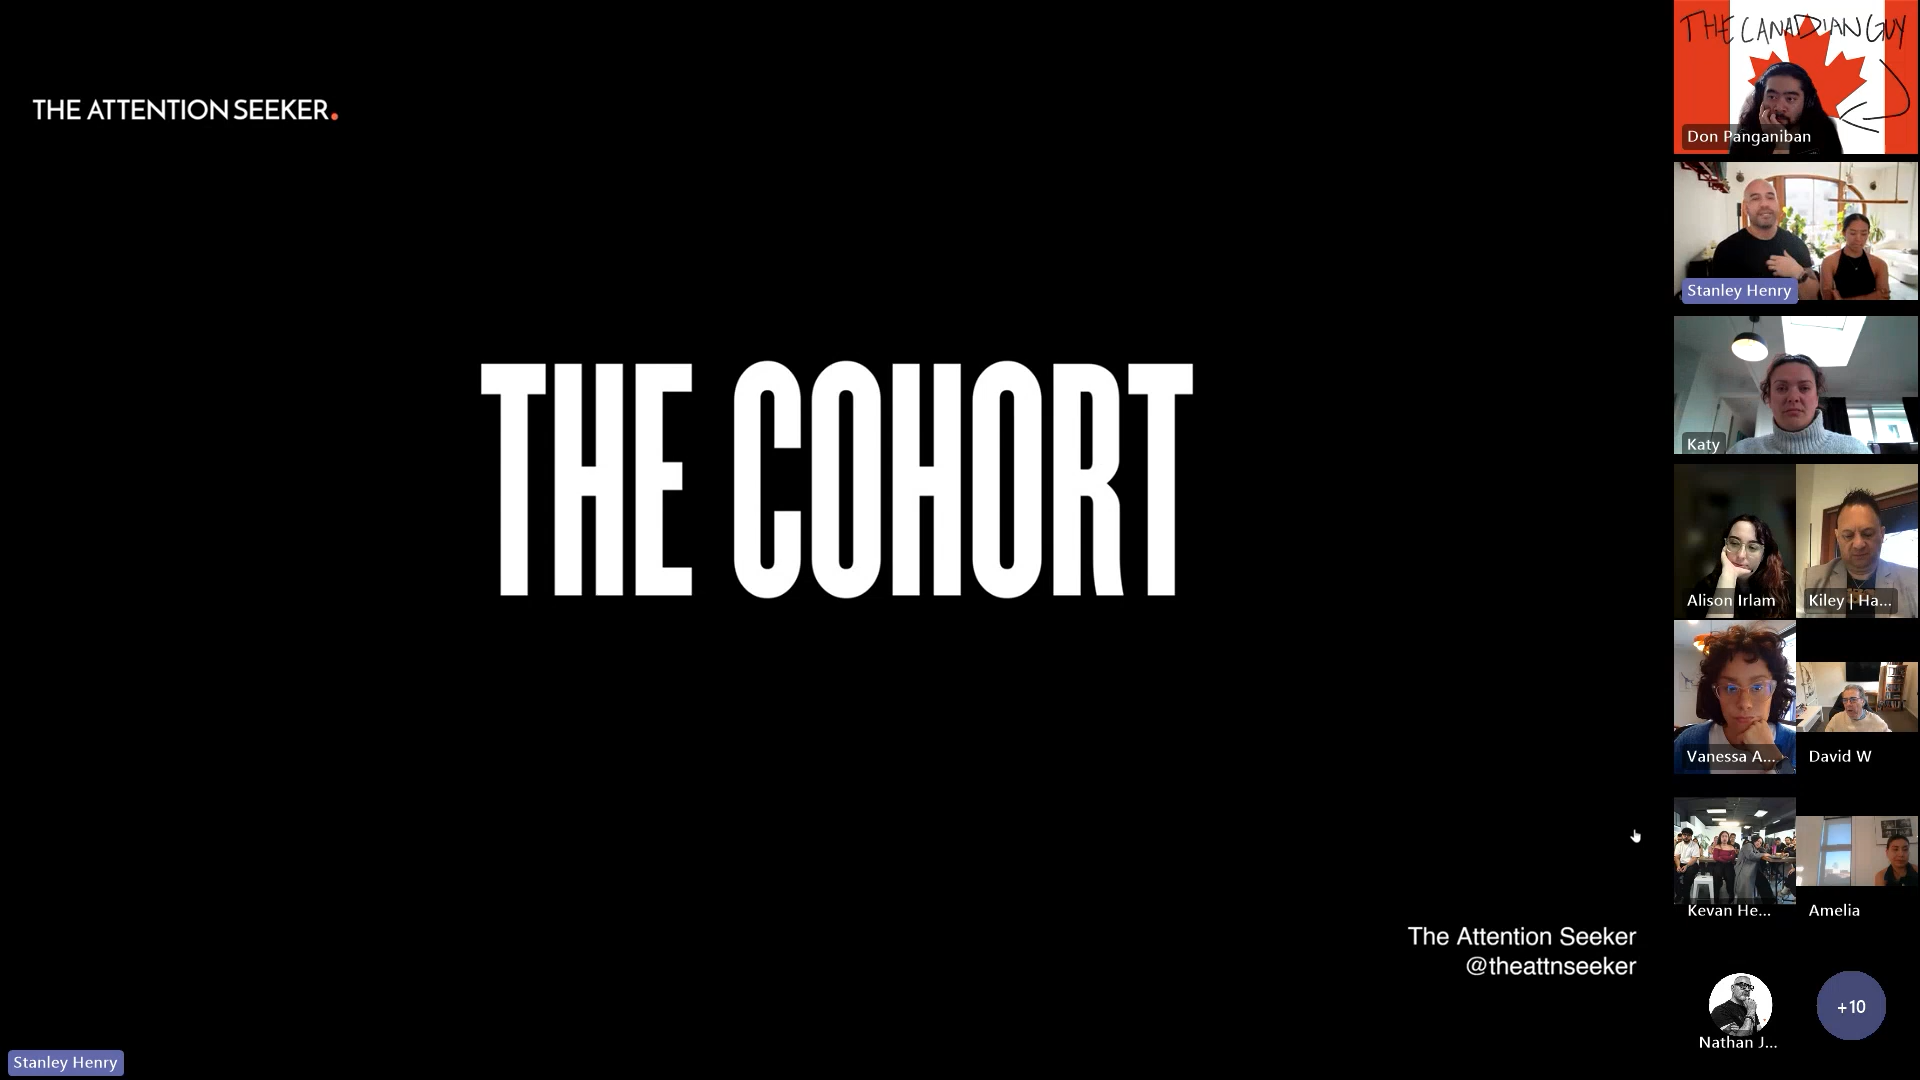 THE ATTENTION SEEKER.
THE COHORT
The Attention Seeker
@theattnseeker
Stanley Henry
THE CANADIAN GUY
Don Panganiban
Stanley Henry
Katy
Alison Irlam
Kiley | Ha...
Vanessa A...
David W
Kevan He...
Amelia
Nathan J...
+10